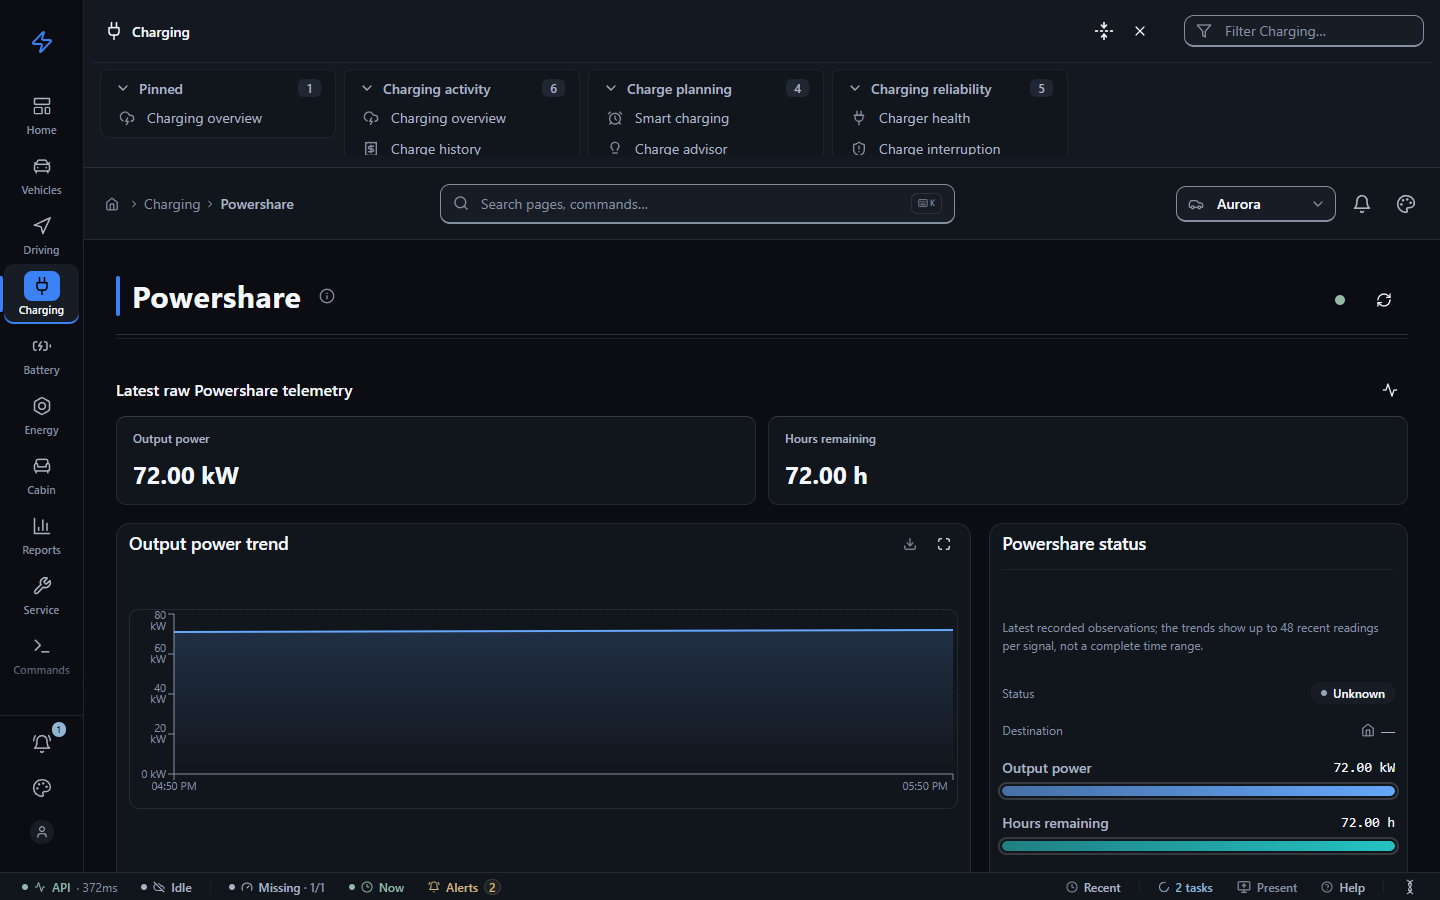 Charging
Filter Charging...
Pinned 1
Charging overview
Charging activity 6
Charging overview
Charge history
Charge planning 4
Smart charging
Charge advisor
Charging reliability 5
Charger health
Charge interruption
Home
Vehicles
Driving
Charging
Battery
Energy
Cabin
Reports
Service
Commands
1
Charging > Powershare
Search pages, commands...
K
Aurora
Powershare
Latest raw Powershare telemetry
Output power
72.00 kW
Hours remaining
72.00 h
Output power trend
80 kW
60 kW
40 kW
20 kW
0 kW
04:50 PM
05:50 PM
Powershare status
Latest recorded observations; the trends show up to 48 recent readings
per signal, not a complete time range.
Status Unknown
Destination —
Output power 72.00 kW
Hours remaining 72.00 h
API · 372ms
Idle
Missing · 1/1
Now
Alerts 2
Recent
2 tasks
Present
Help